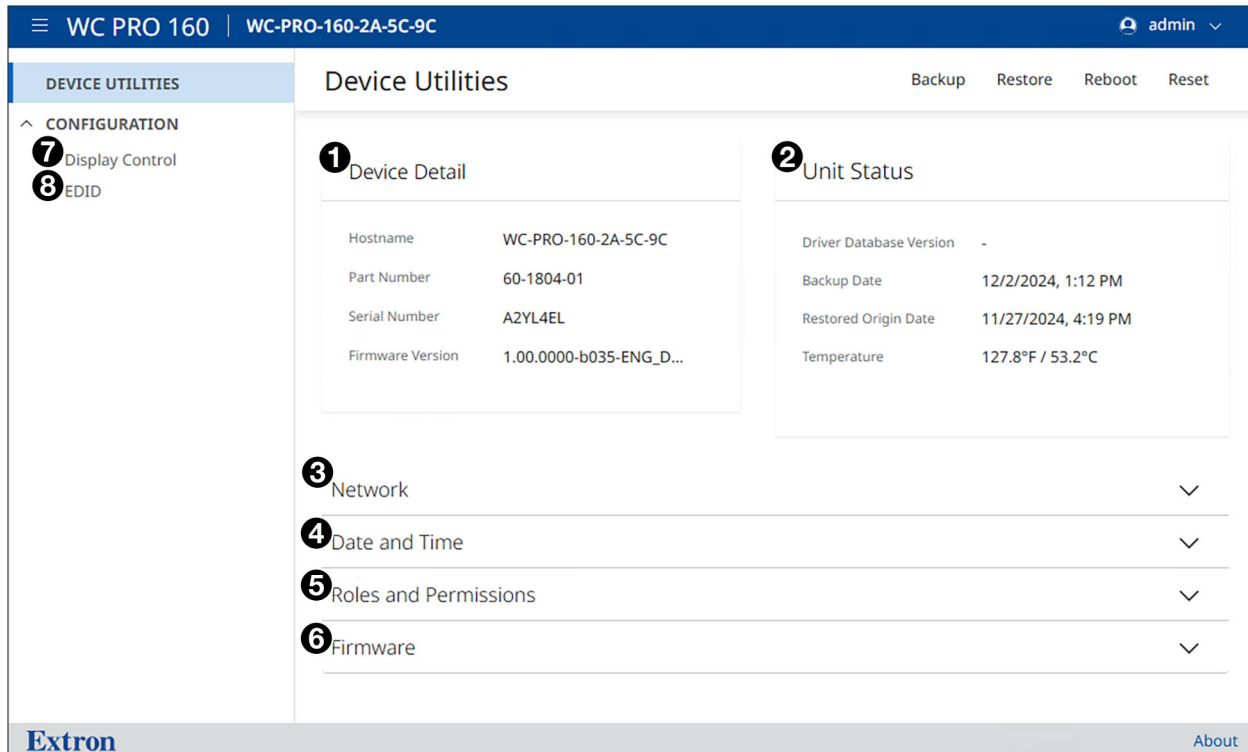 WC PRO 160 | WC-PRO-160-2A-5C-9C admin
DEVICE UTILITIES
CONFIGURATION
7 Display Control
8 EDID
Device Utilities Backup Restore Reboot Reset
1 Device Detail
Hostname WC-PRO-160-2A-5C-9C
Part Number 60-1804-01
Serial Number A2YL4EL
Firmware Version 1.00.0000-b035-ENG_D...
2 Unit Status
Driver Database Version -
Backup Date 12/2/2024, 1:12 PM
Restored Origin Date 11/27/2024, 4:19 PM
Temperature 127.8°F / 53.2°C
3 Network
4 Date and Time
5 Roles and Permissions
6 Firmware
Extron About